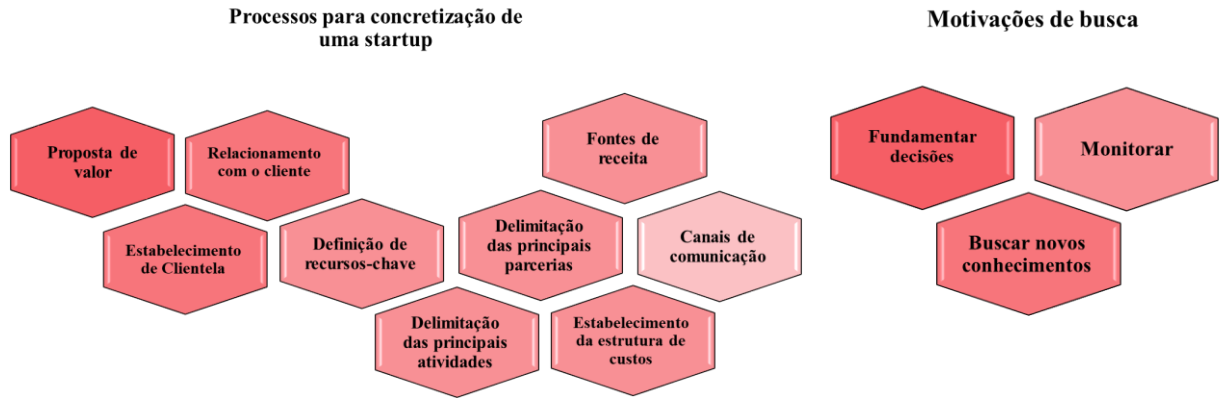 Processos para concretização de
uma startup
Proposta de
valor
Relacionamento
com o cliente
Estabelecimento
de Clientela
Definição de
recursos-chave
Fontes de
receita
Delimitação
das principais
parcerias
Canais de
comunicação
Delimitação
das principais
atividades
Estabelecimento
da estrutura de
custos
Motivações de busca
Fundamentar
decisões
Monitorar
Buscar novos
conhecimentos